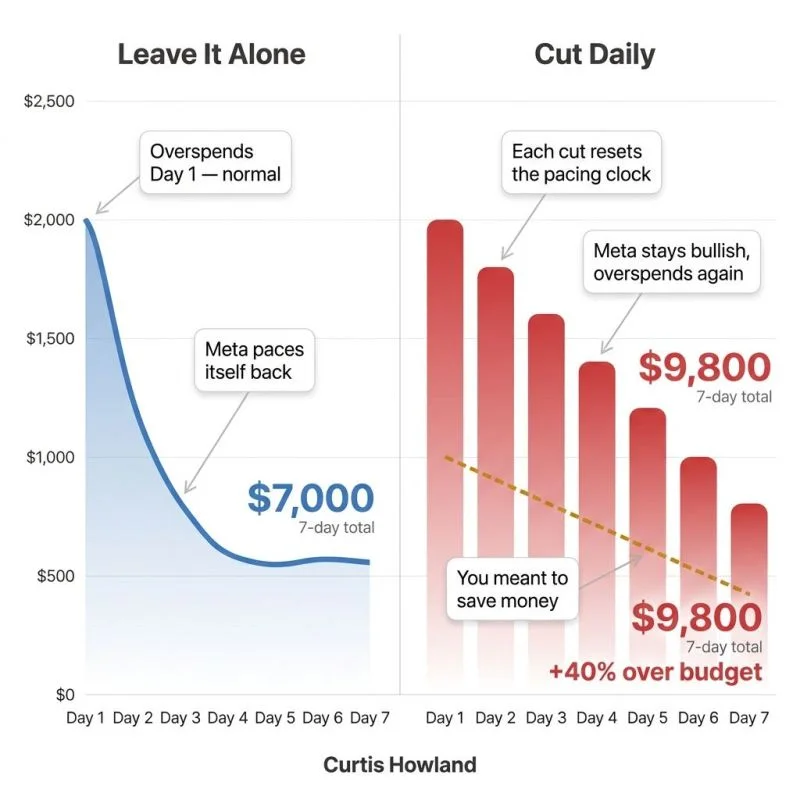 Leave It Alone
Cut Daily
$2,500
$2,000
$1,500
$1,000
$500
$0
Overspends
Day 1 — normal
Meta paces
itself back
$7,000
7-day total
Each cut resets
the pacing clock
Meta stays bullish,
overspends again
$9,800
7-day total
You meant to
save money
$9,800
7-day total
+40% over budget
Day 1 Day 2 Day 3 Day 4 Day 5 Day 6 Day 7
Day 1 Day 2 Day 3 Day 4 Day 5 Day 6 Day 7
Curtis Howland